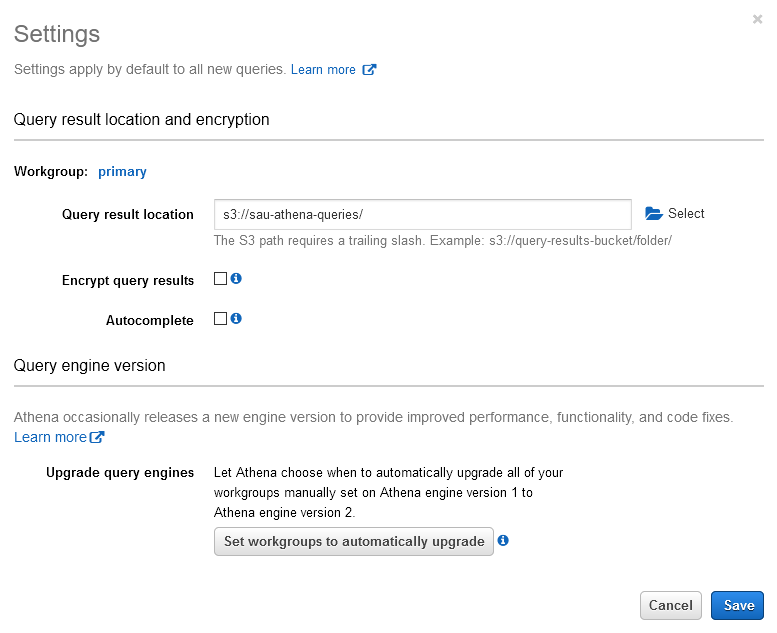 Settings
Settings apply by default to all new queries. Learn more
Query result location and encryption
Workgroup: primary
Query result location s3://sau-athena-queries/ Select
The S3 path requires a trailing slash. Example: s3://query-results-bucket/folder/
Encrypt query results
Autocomplete
Query engine version
Athena occasionally releases a new engine version to provide improved performance, functionality, and code fixes.
Learn more
Upgrade query engines Let Athena choose when to automatically upgrade all of your
workgroups manually set on Athena engine version 1 to
Athena engine version 2.
Set workgroups to automatically upgrade
Cancel Save